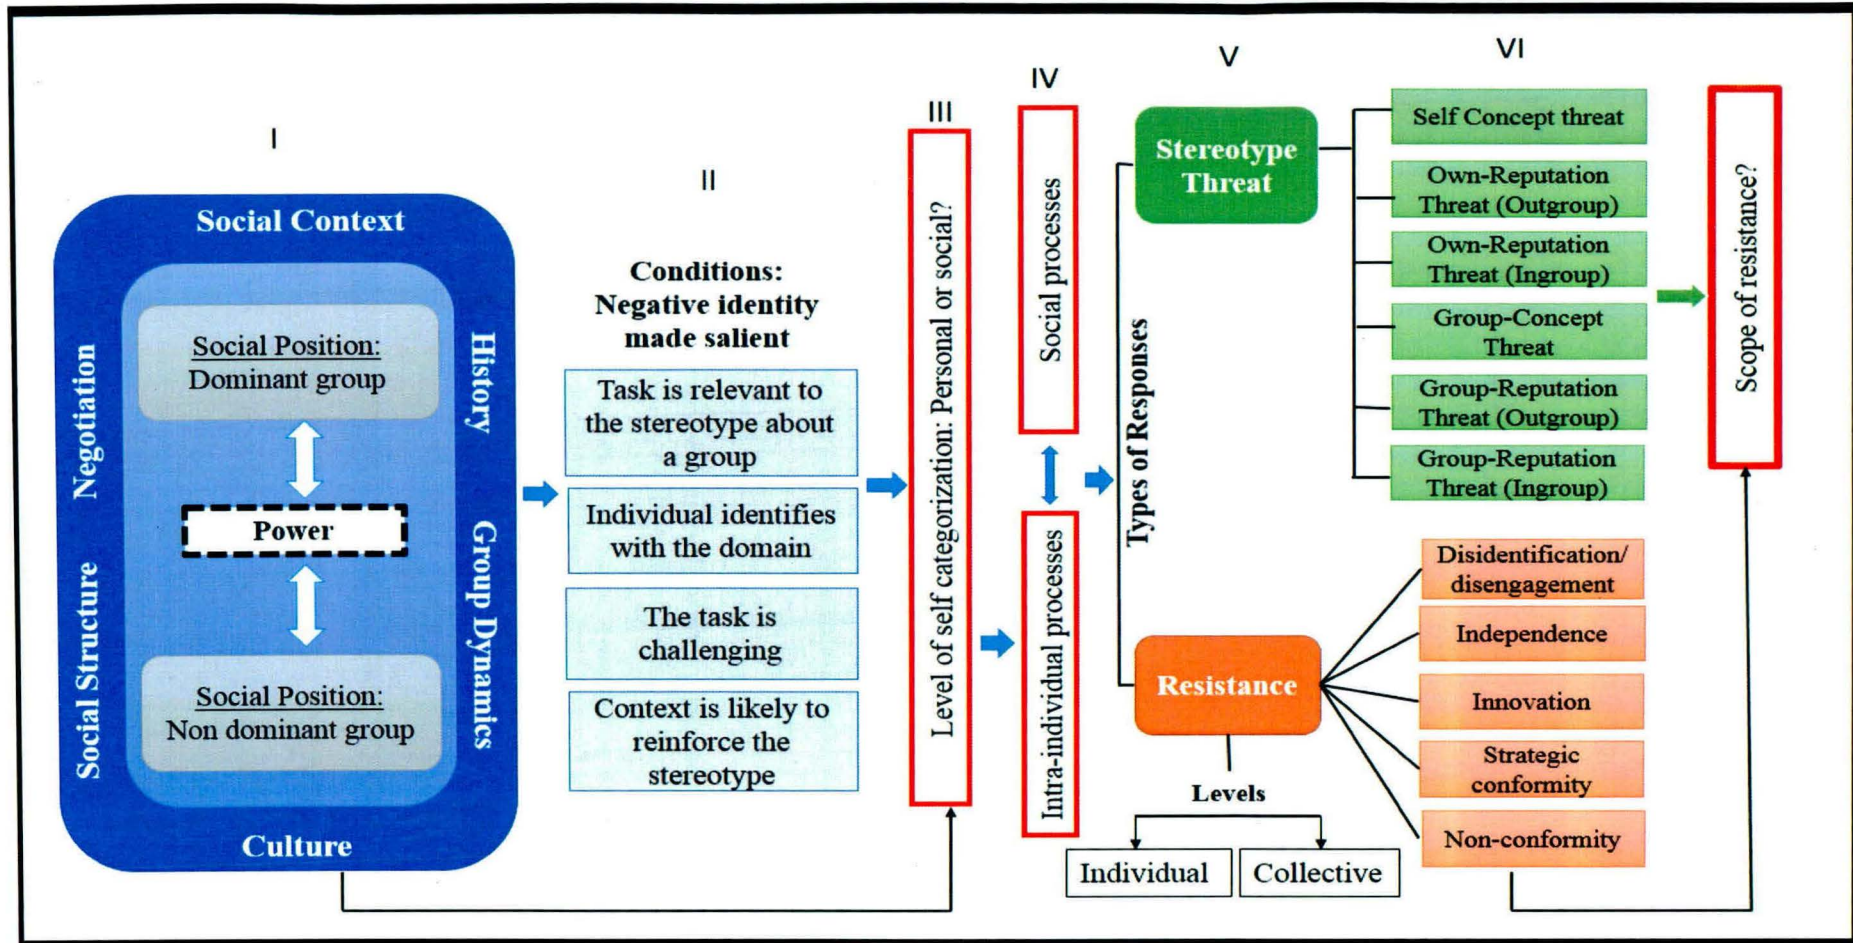 I
II
III
IV
V
VI
Social Context
Negotiation
Social Structure
History
Group Dynamics
Culture
Social Position:
Dominant group
Power
Social Position:
Non dominant group
Conditions:
Negative identity
made salient
Task is relevant to
the stereotype about
a group
Individual identifies
with the domain
The task is
challenging
Context is likely to
reinforce the
stereotype
Level of self categorization: Personal or social?
Social processes
Intra-individual processes
Types of Responses
Stereotype
Threat
Resistance
Levels
Individual
Collective
Self Concept threat
Own-Reputation
Threat (Outgroup)
Own-Reputation
Threat (Ingroup)
Group-Concept
Threat
Group-Reputation
Threat (Outgroup)
Group-Reputation
Threat (Ingroup)
Disidentification/
disengagement
Independence
Innovation
Strategic
conformity
Non-conformity
Scope of resistance?